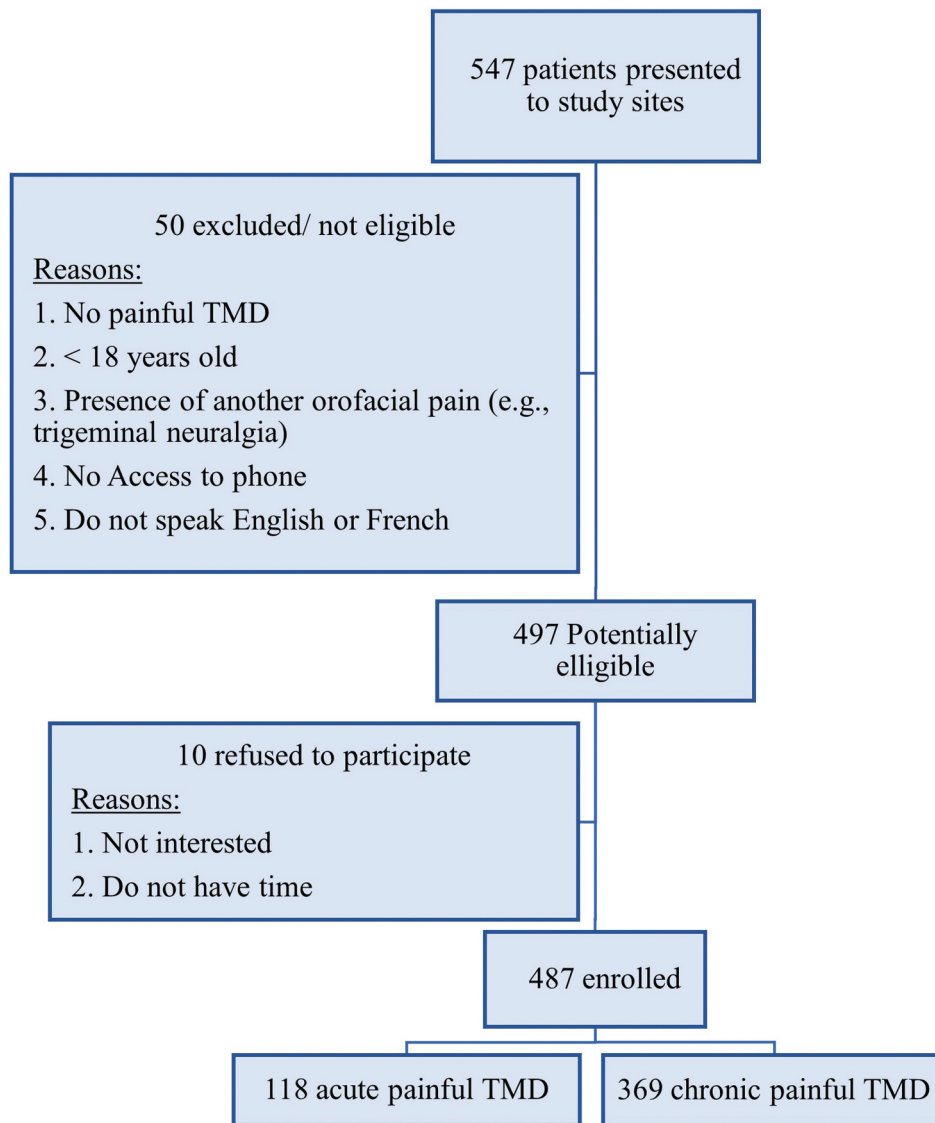 547 patients presented
to study sites
50 excluded/ not eligible
Reasons:
1. No painful TMD
2. < 18 years old
3. Presence of another orofacial pain (e.g.,
trigeminal neuralgia)
4. No Access to phone
5. Do not speak English or French
497 Potentially
elligible
10 refused to participate
Reasons:
1. Not interested
2. Do not have time
487 enrolled
118 acute painful TMD
369 chronic painful TMD